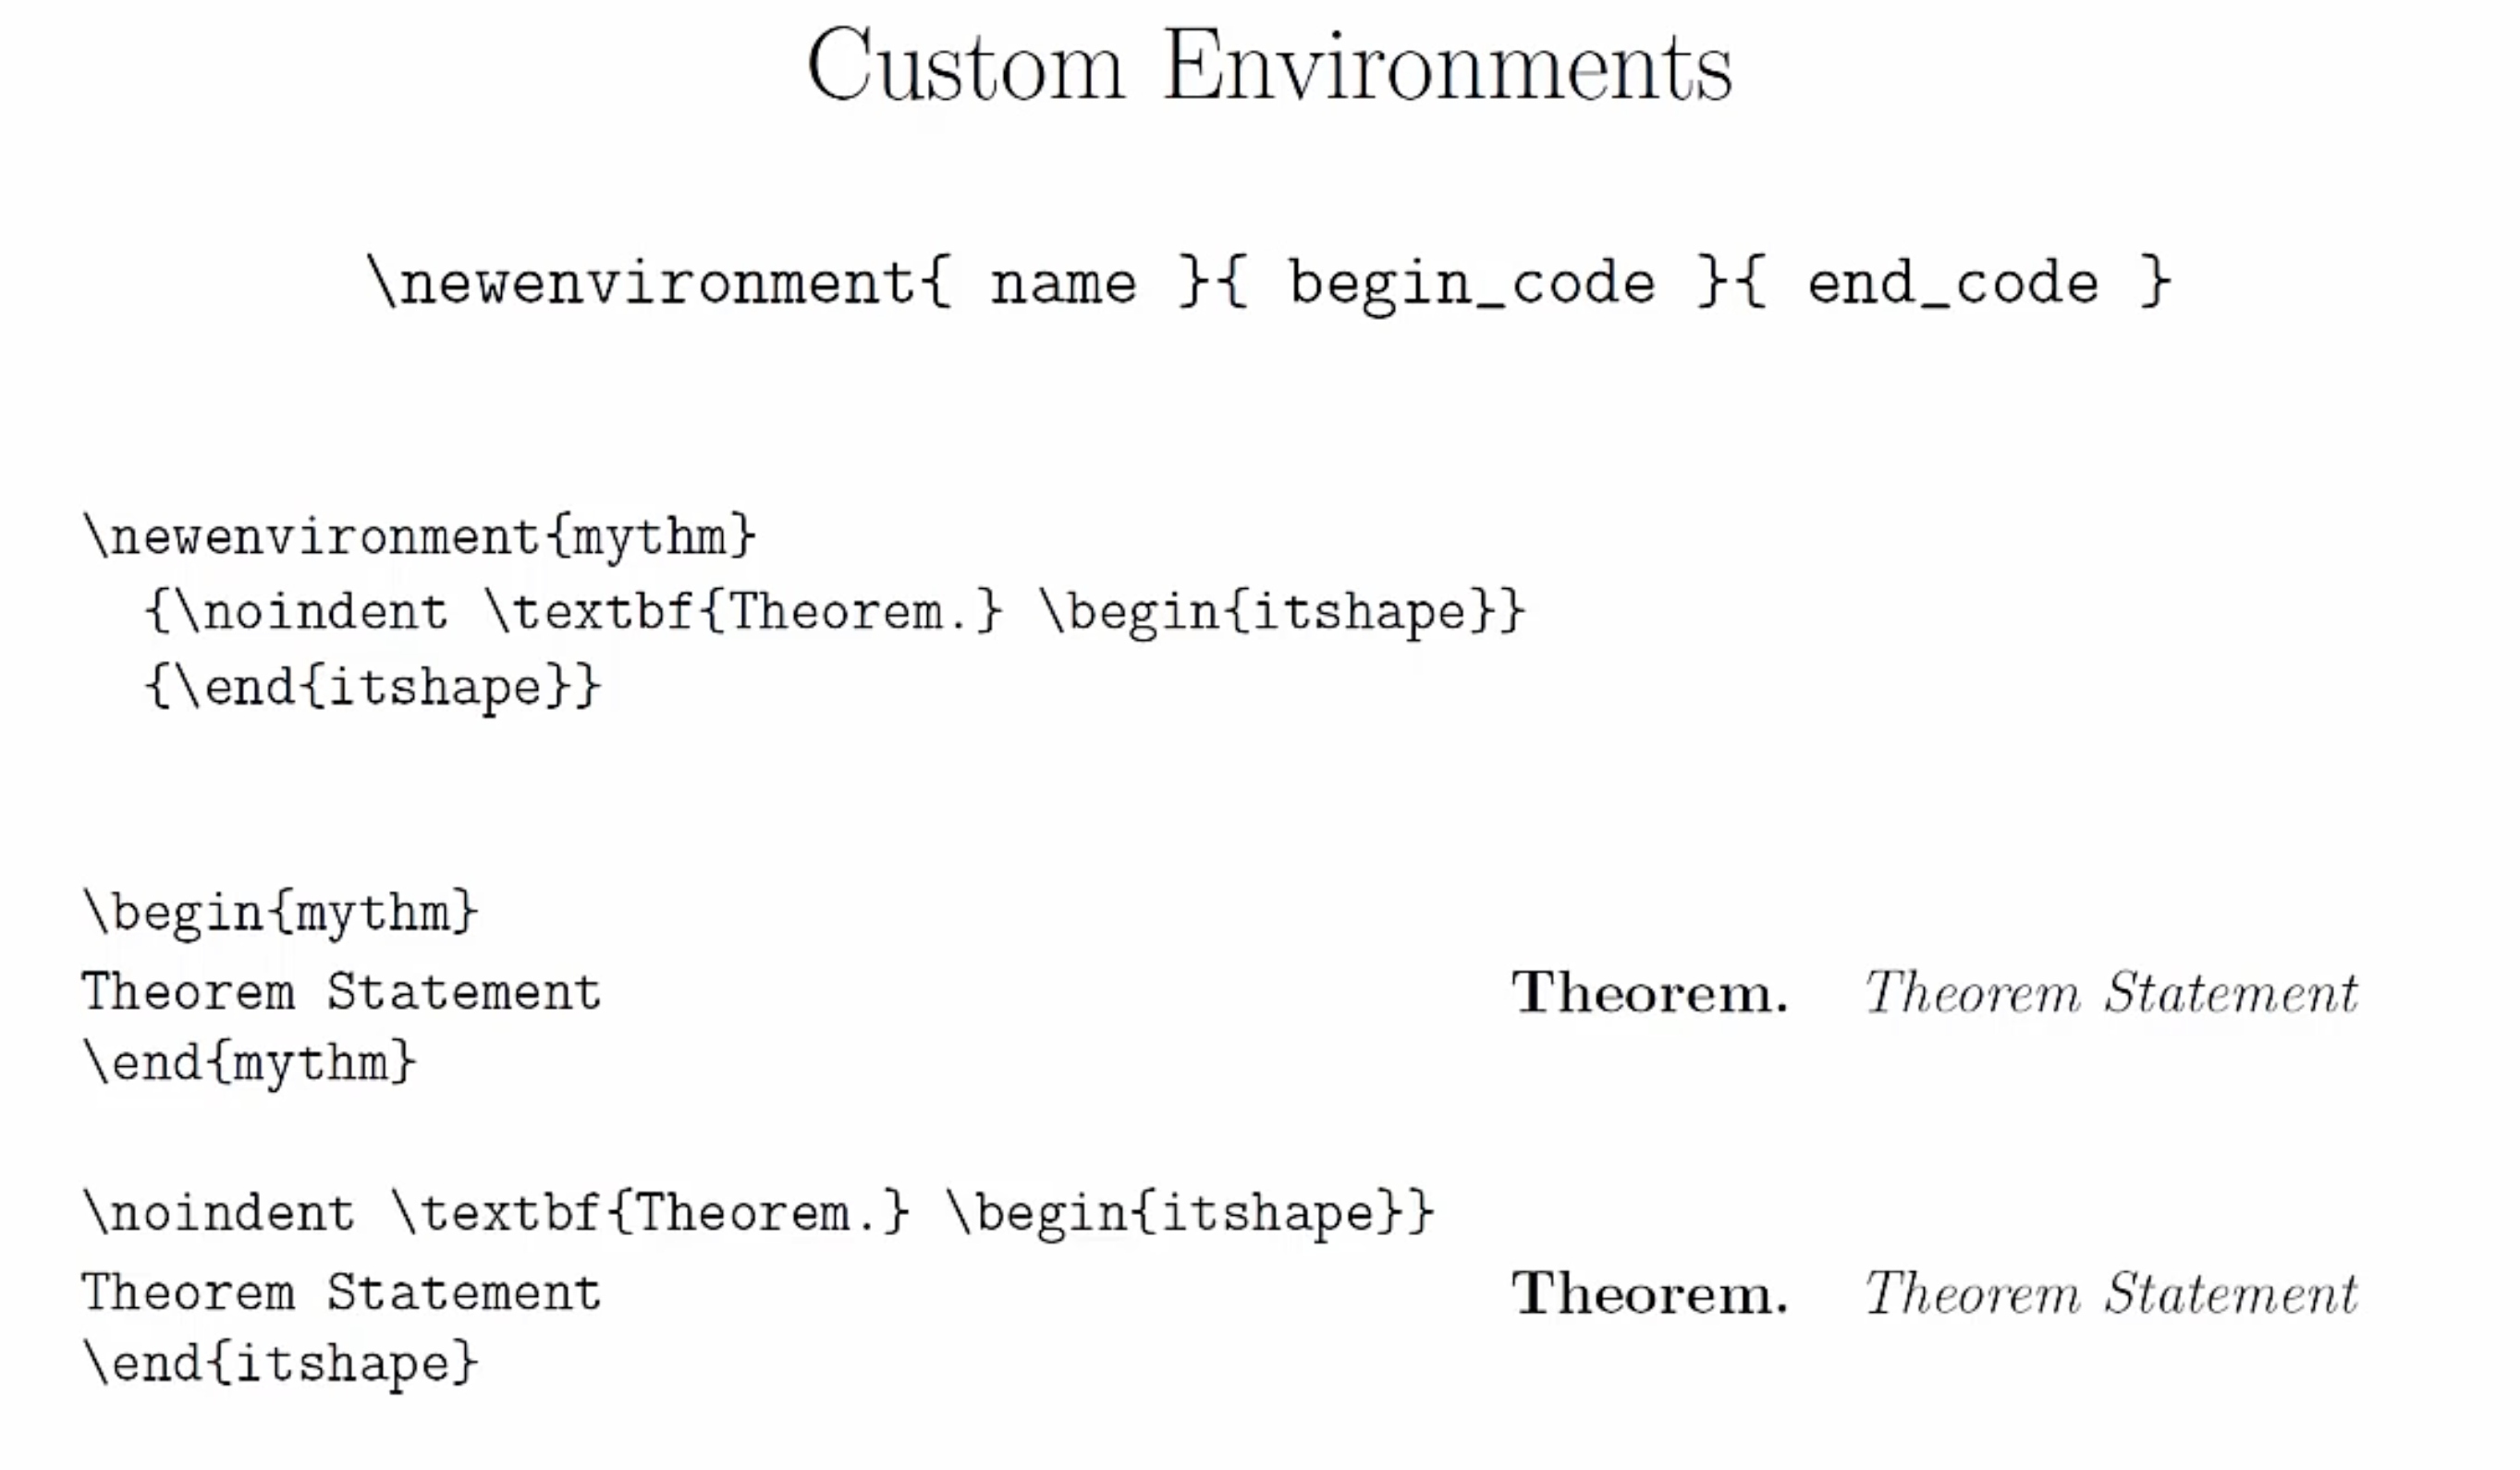 Custom Environments
\newenvironment{ name }{ begin_code }{ end_code }
\newenvironment{mythm}
{\noindent \textbf{Theorem.} \begin{itshape}}
{\end{itshape}}
\begin{mythm}
Theorem Statement
\end{mythm}
Theorem. Theorem Statement
\noindent \textbf{Theorem.} \begin{itshape}}
Theorem Statement
\end{itshape}
Theorem. Theorem Statement